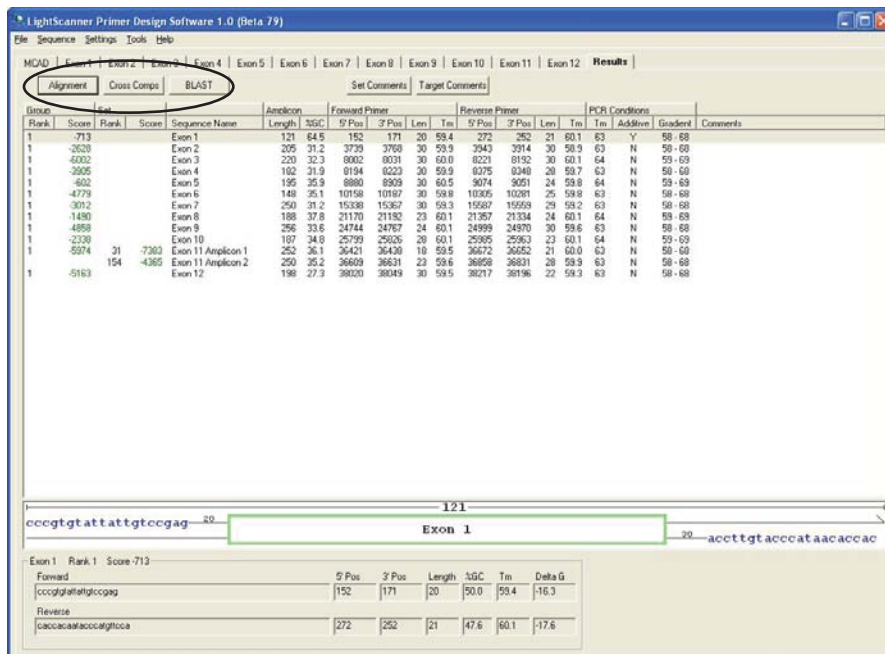 LightScanner Primer Design Software 1.0 (Beta 79)
File Sequence Settings Tools Help
MCAD Exon 1 Exon 2 Exon 3 Exon 4 Exon 5 Exon 6 Exon 7 Exon 8 Exon 9 Exon 10 Exon 11 Exon 12 Results
Alignment Cross Comps BLAST Set Comments Target Comments
Group Set Amplicon Forward Primer Reverse Primer PCR Conditions
Rank Score Rank Score Sequence Name Length %GC 5' Pos 3' Pos Len Tm 5' Pos 3' Pos Len Tm Tm Additive Gradient Comments
1 -713 Exon 1 121 64.5 152 171 20 59.4 272 252 21 60.1 63 Y 58 - 68
1 -2628 Exon 2 205 31.2 3739 3768 30 59.9 3943 3914 30 58.9 63 N 58 - 68
1 -6002 Exon 3 220 32.3 8002 8031 30 60.0 8221 8192 30 60.1 64 N 59 - 69
1 -3905 Exon 4 182 31.9 8194 8223 30 59.9 8375 8348 28 59.7 63 N 58 - 68
1 -602 Exon 5 195 35.9 8880 8909 30 60.5 9074 9051 24 59.8 64 N 59 - 69
1 -4779 Exon 6 148 35.1 10158 10187 30 59.8 10305 10281 25 59.8 63 N 58 - 68
1 -3012 Exon 7 250 31.2 15338 15367 30 59.3 15587 15559 29 59.2 63 N 58 - 68
1 -1490 Exon 8 188 37.8 21170 21192 23 60.1 21357 21334 24 60.1 64 N 59 - 69
1 -4858 Exon 9 256 33.6 24744 24767 24 60.1 24999 24970 30 59.6 63 N 58 - 68
1 -2338 Exon 10 187 34.8 25799 25826 28 60.1 25985 25963 23 60.1 64 N 59 - 69
1 -5974 31 -7383 Exon 11 Amplicon 1 252 36.1 36421 36438 18 59.5 36672 36652 21 60.0 63 N 58 - 68
154 -4365 Exon 11 Amplicon 2 250 35.2 36609 36631 23 59.6 36858 36831 28 59.9 63 N 58 - 68
1 -5163 Exon 12 198 27.3 38020 38049 30 59.5 38217 38196 22 59.3 63 N 58 - 68
121
cccgtgtattattgtccgag 20 Exon 1 accttgtacccataacaccac
Exon 1 Rank 1 Score -713
Forward 5' Pos 3' Pos Length %GC Tm Delta G
cccgtgtattattgtccgag 152 171 20 50.0 59.4 -16.3
Reverse
caccacaatacccatgttcca 272 252 21 47.6 60.1 -17.6